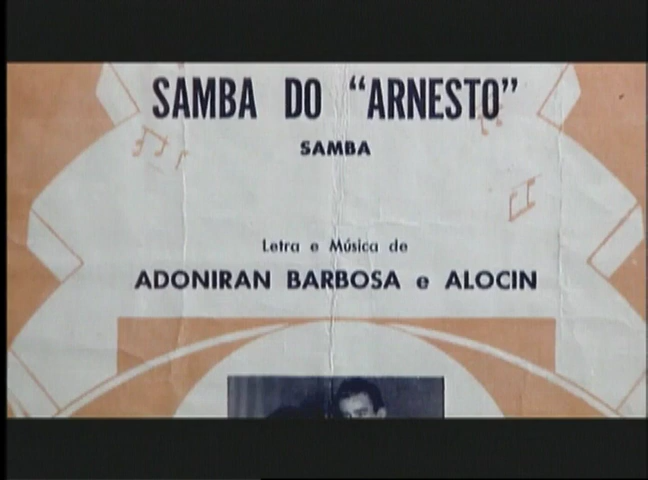 SAMBA DO “ARNESTO”
SAMBA
Letra e Música de
ADONIRAN BARBOSA e ALOCIN